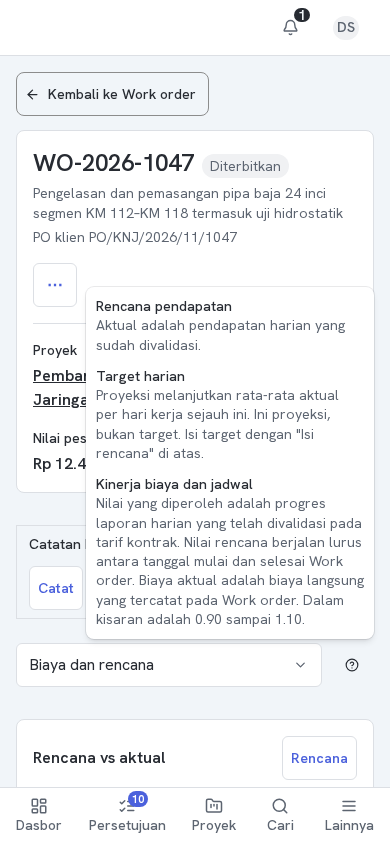 1
DS
Kembali ke Work order
WO-2026-1047 Diterbitkan
Pengelasan dan pemasangan pipa baja 24 inci
segmen KM 112–KM 118 termasuk uji hidrostatik
PO klien PO/KNJ/2026/11/1047
Proyek
Rencana pendapatan
Aktual adalah pendapatan harian yang
sudah divalidasi.
Target harian
Proyeksi melanjutkan rata-rata aktual
per hari kerja sejauh ini. Ini proyeksi,
bukan target. Isi target dengan "Isi
rencana" di atas.
Kinerja biaya dan jadwal
Nilai yang diperoleh adalah progres
laporan harian yang telah divalidasi pada
tarif kontrak. Nilai rencana berjalan lurus
antara tanggal mulai dan selesai Work
order. Biaya aktual adalah biaya langsung
yang tercatat pada Work order. Dalam
kisaran adalah 0.90 sampai 1.10.
Nilai
Rp 12.4
Catatan
Catat
Biaya dan rencana
Rencana vs aktual
Rencana
10
Dasbor
Persetujuan
Proyek
Cari
Lainnya